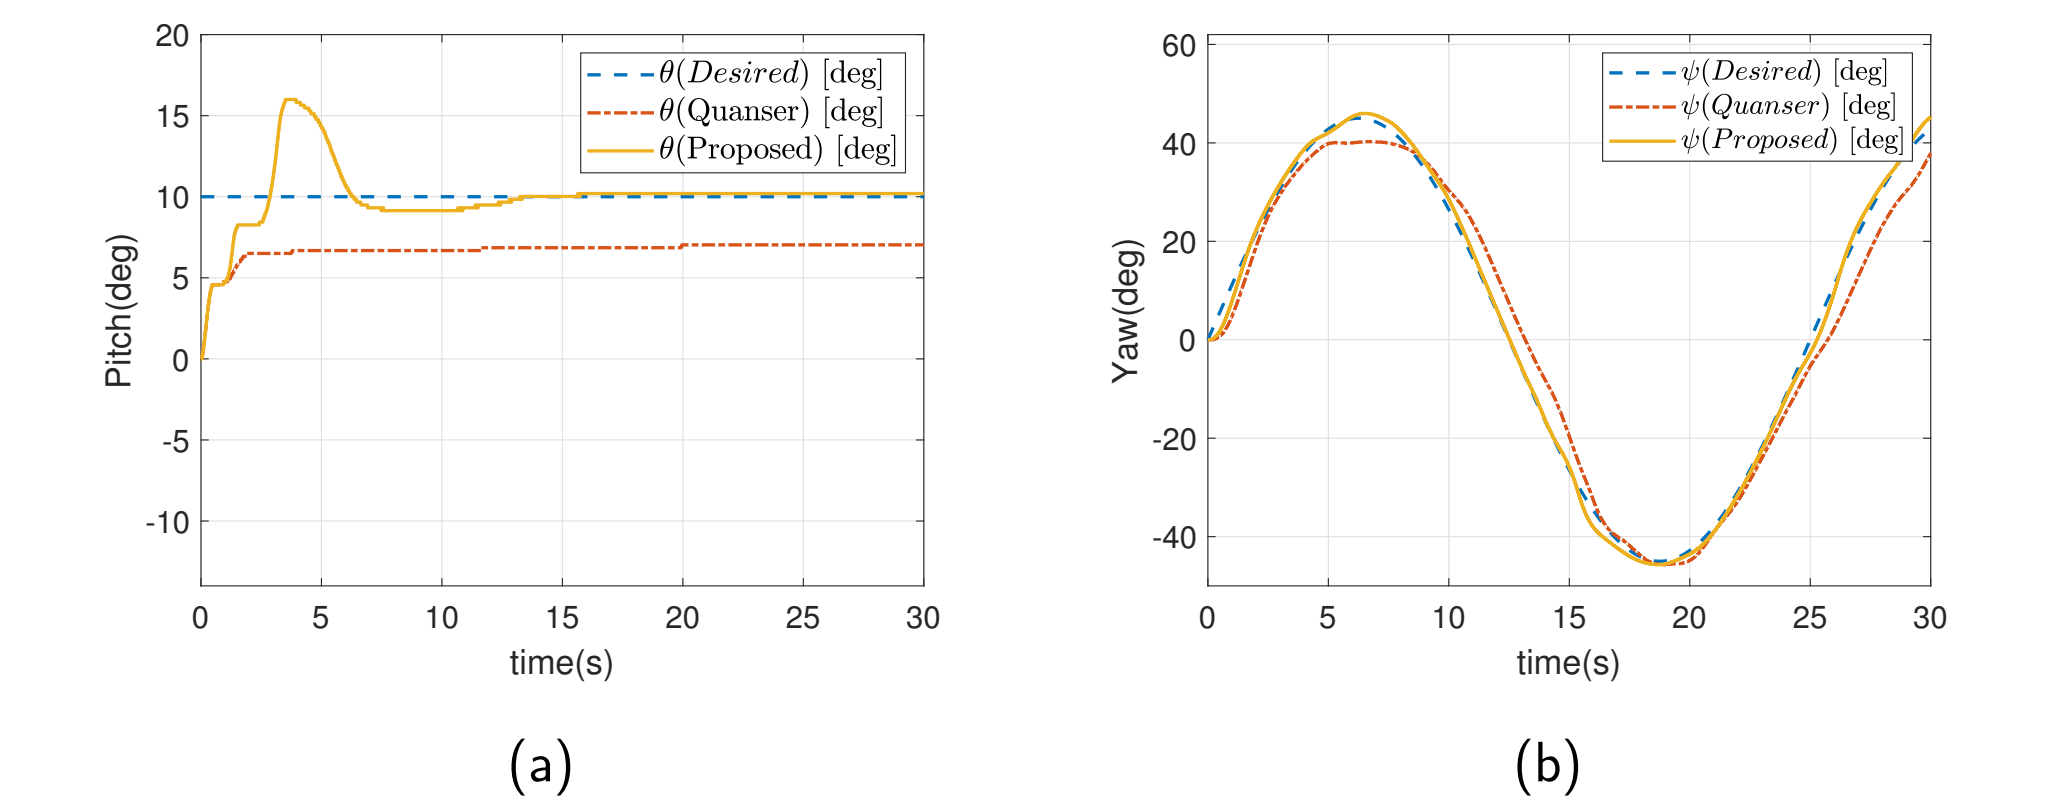 20
15
10
5
0
-5
-10
Pitch(deg)
θ(Desired) [deg]
θ(Quanser) [deg]
θ(Proposed) [deg]
0 5 10 15 20 25 30
time(s)
(a)
60
40
20
0
-20
-40
Yaw(deg)
ψ(Desired) [deg]
ψ(Quanser) [deg]
ψ(Proposed) [deg]
0 5 10 15 20 25 30
time(s)
(b)